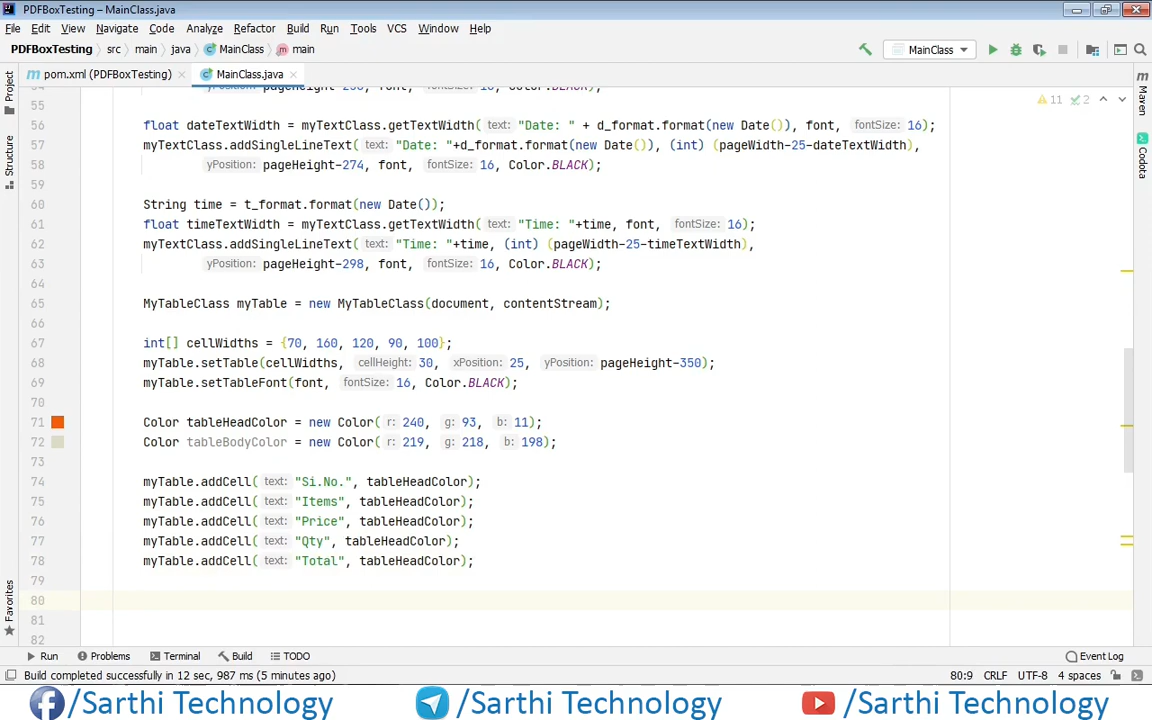 PDFBoxTesting – MainClass.java
File Edit View Navigate Code Analyze Refactor Build Run Tools VCS Window Help
PDFBoxTesting src main java MainClass main MainClass
pom.xml (PDFBoxTesting) MainClass.java
Project
Structure
Favorites
Maven
Codota
11 2
55
56 float dateTextWidth = myTextClass.getTextWidth( text: "Date: " + d_format.format(new Date()), font, fontSize: 16);
57 myTextClass.addSingleLineText( text: "Date: "+d_format.format(new Date()), (int) (pageWidth-25-dateTextWidth),
58 yPosition: pageHeight-274, font, fontSize: 16, Color.BLACK);
59
60 String time = t_format.format(new Date());
61 float timeTextWidth = myTextClass.getTextWidth( text: "Time: "+time, font, fontSize: 16);
62 myTextClass.addSingleLineText( text: "Time: "+time, (int) (pageWidth-25-timeTextWidth),
63 yPosition: pageHeight-298, font, fontSize: 16, Color.BLACK);
64
65 MyTableClass myTable = new MyTableClass(document, contentStream);
66
67 int[] cellWidths = {70, 160, 120, 90, 100};
68 myTable.setTable(cellWidths, cellHeight: 30, xPosition: 25, yPosition: pageHeight-350);
69 myTable.setTableFont(font, fontSize: 16, Color.BLACK);
70
71 Color tableHeadColor = new Color( r: 240, g: 93, b: 11);
72 Color tableBodyColor = new Color( r: 219, g: 218, b: 198);
73
74 myTable.addCell( text: "Si.No.", tableHeadColor);
75 myTable.addCell( text: "Items", tableHeadColor);
76 myTable.addCell( text: "Price", tableHeadColor);
77 myTable.addCell( text: "Qty", tableHeadColor);
78 myTable.addCell( text: "Total", tableHeadColor);
79
80
81
82
Run Problems Terminal Build TODO Event Log
Build completed successfully in 12 sec, 987 ms (5 minutes ago) 80:9 CRLF UTF-8 4 spaces
/Sarthi Technology /Sarthi Technology /Sarthi Technology